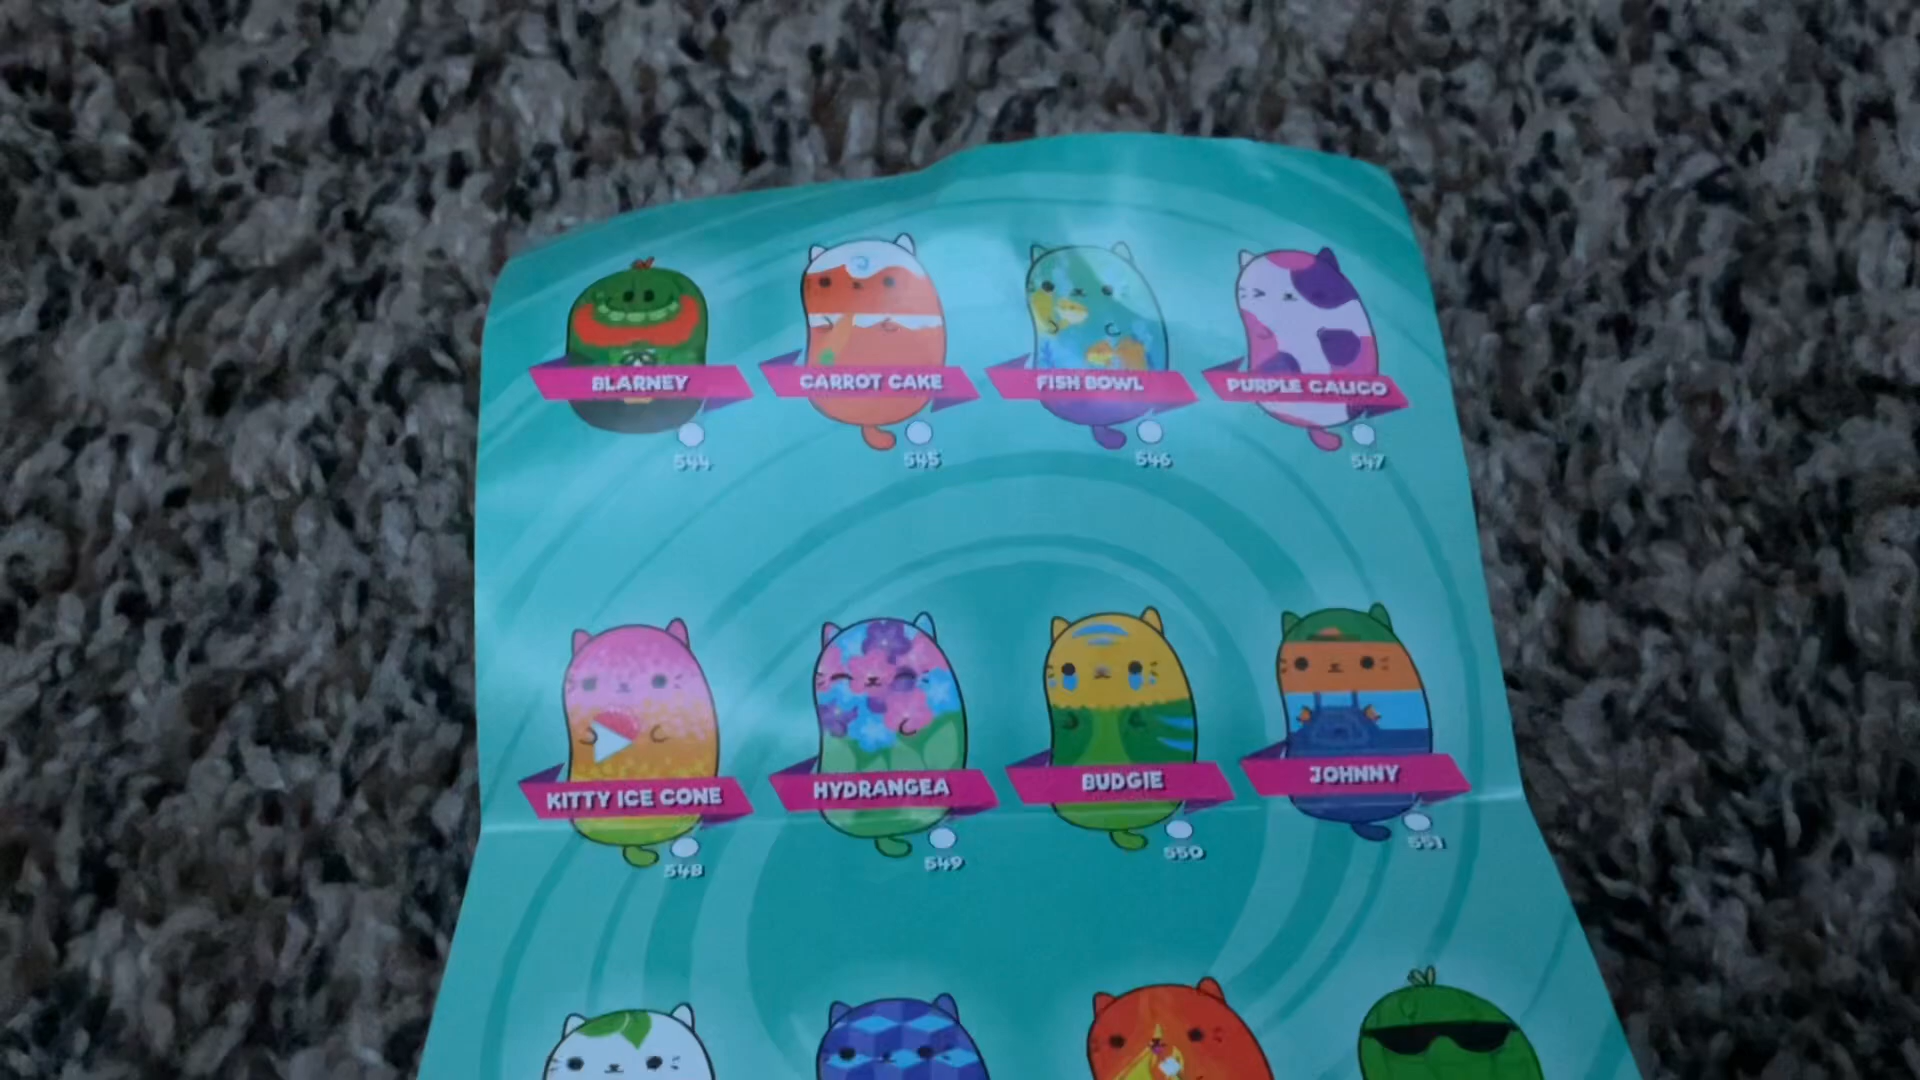 BLARNEY
544
CARROT CAKE
545
FISH BOWL
546
PURPLE CALICO
547
KITTY ICE CONE
548
HYDRANGEA
549
BUDGIE
550
JOHNNY
551